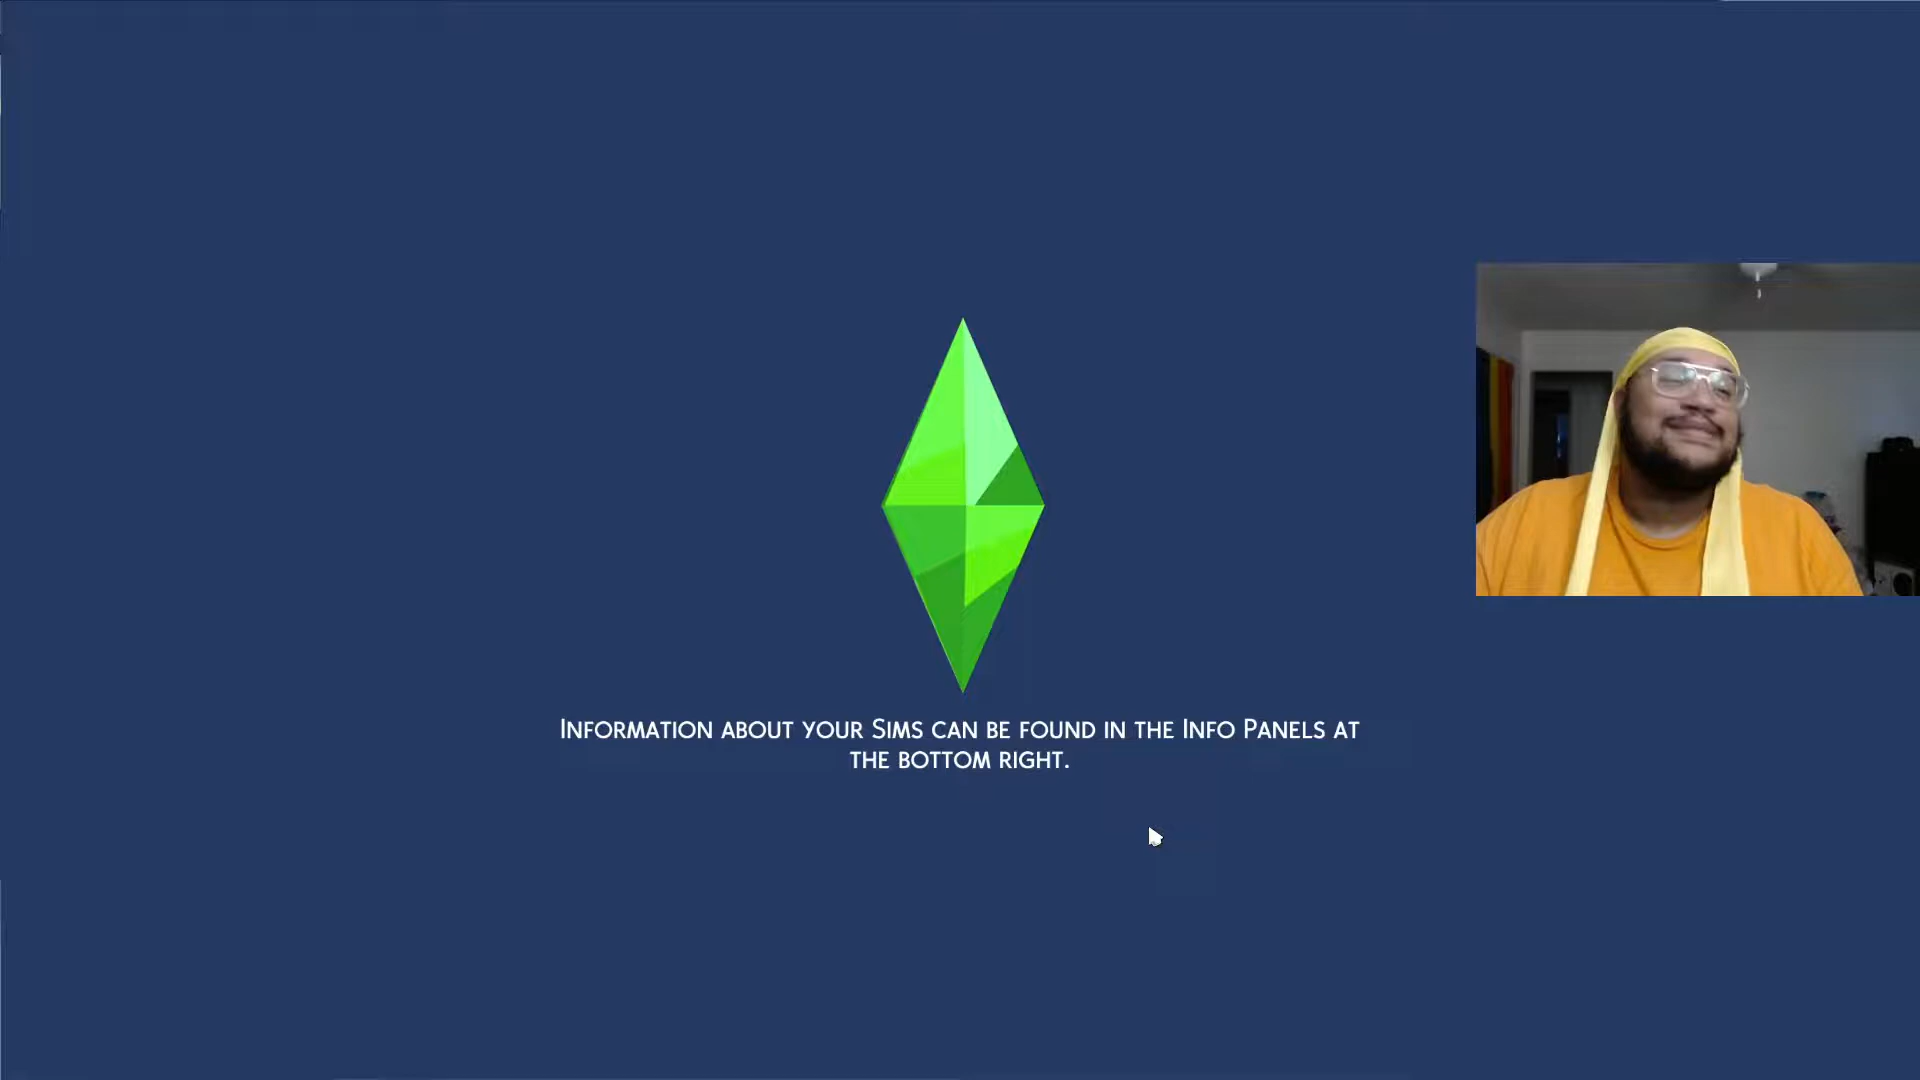 Information about your Sims can be found in the Info Panels at
the bottom right.